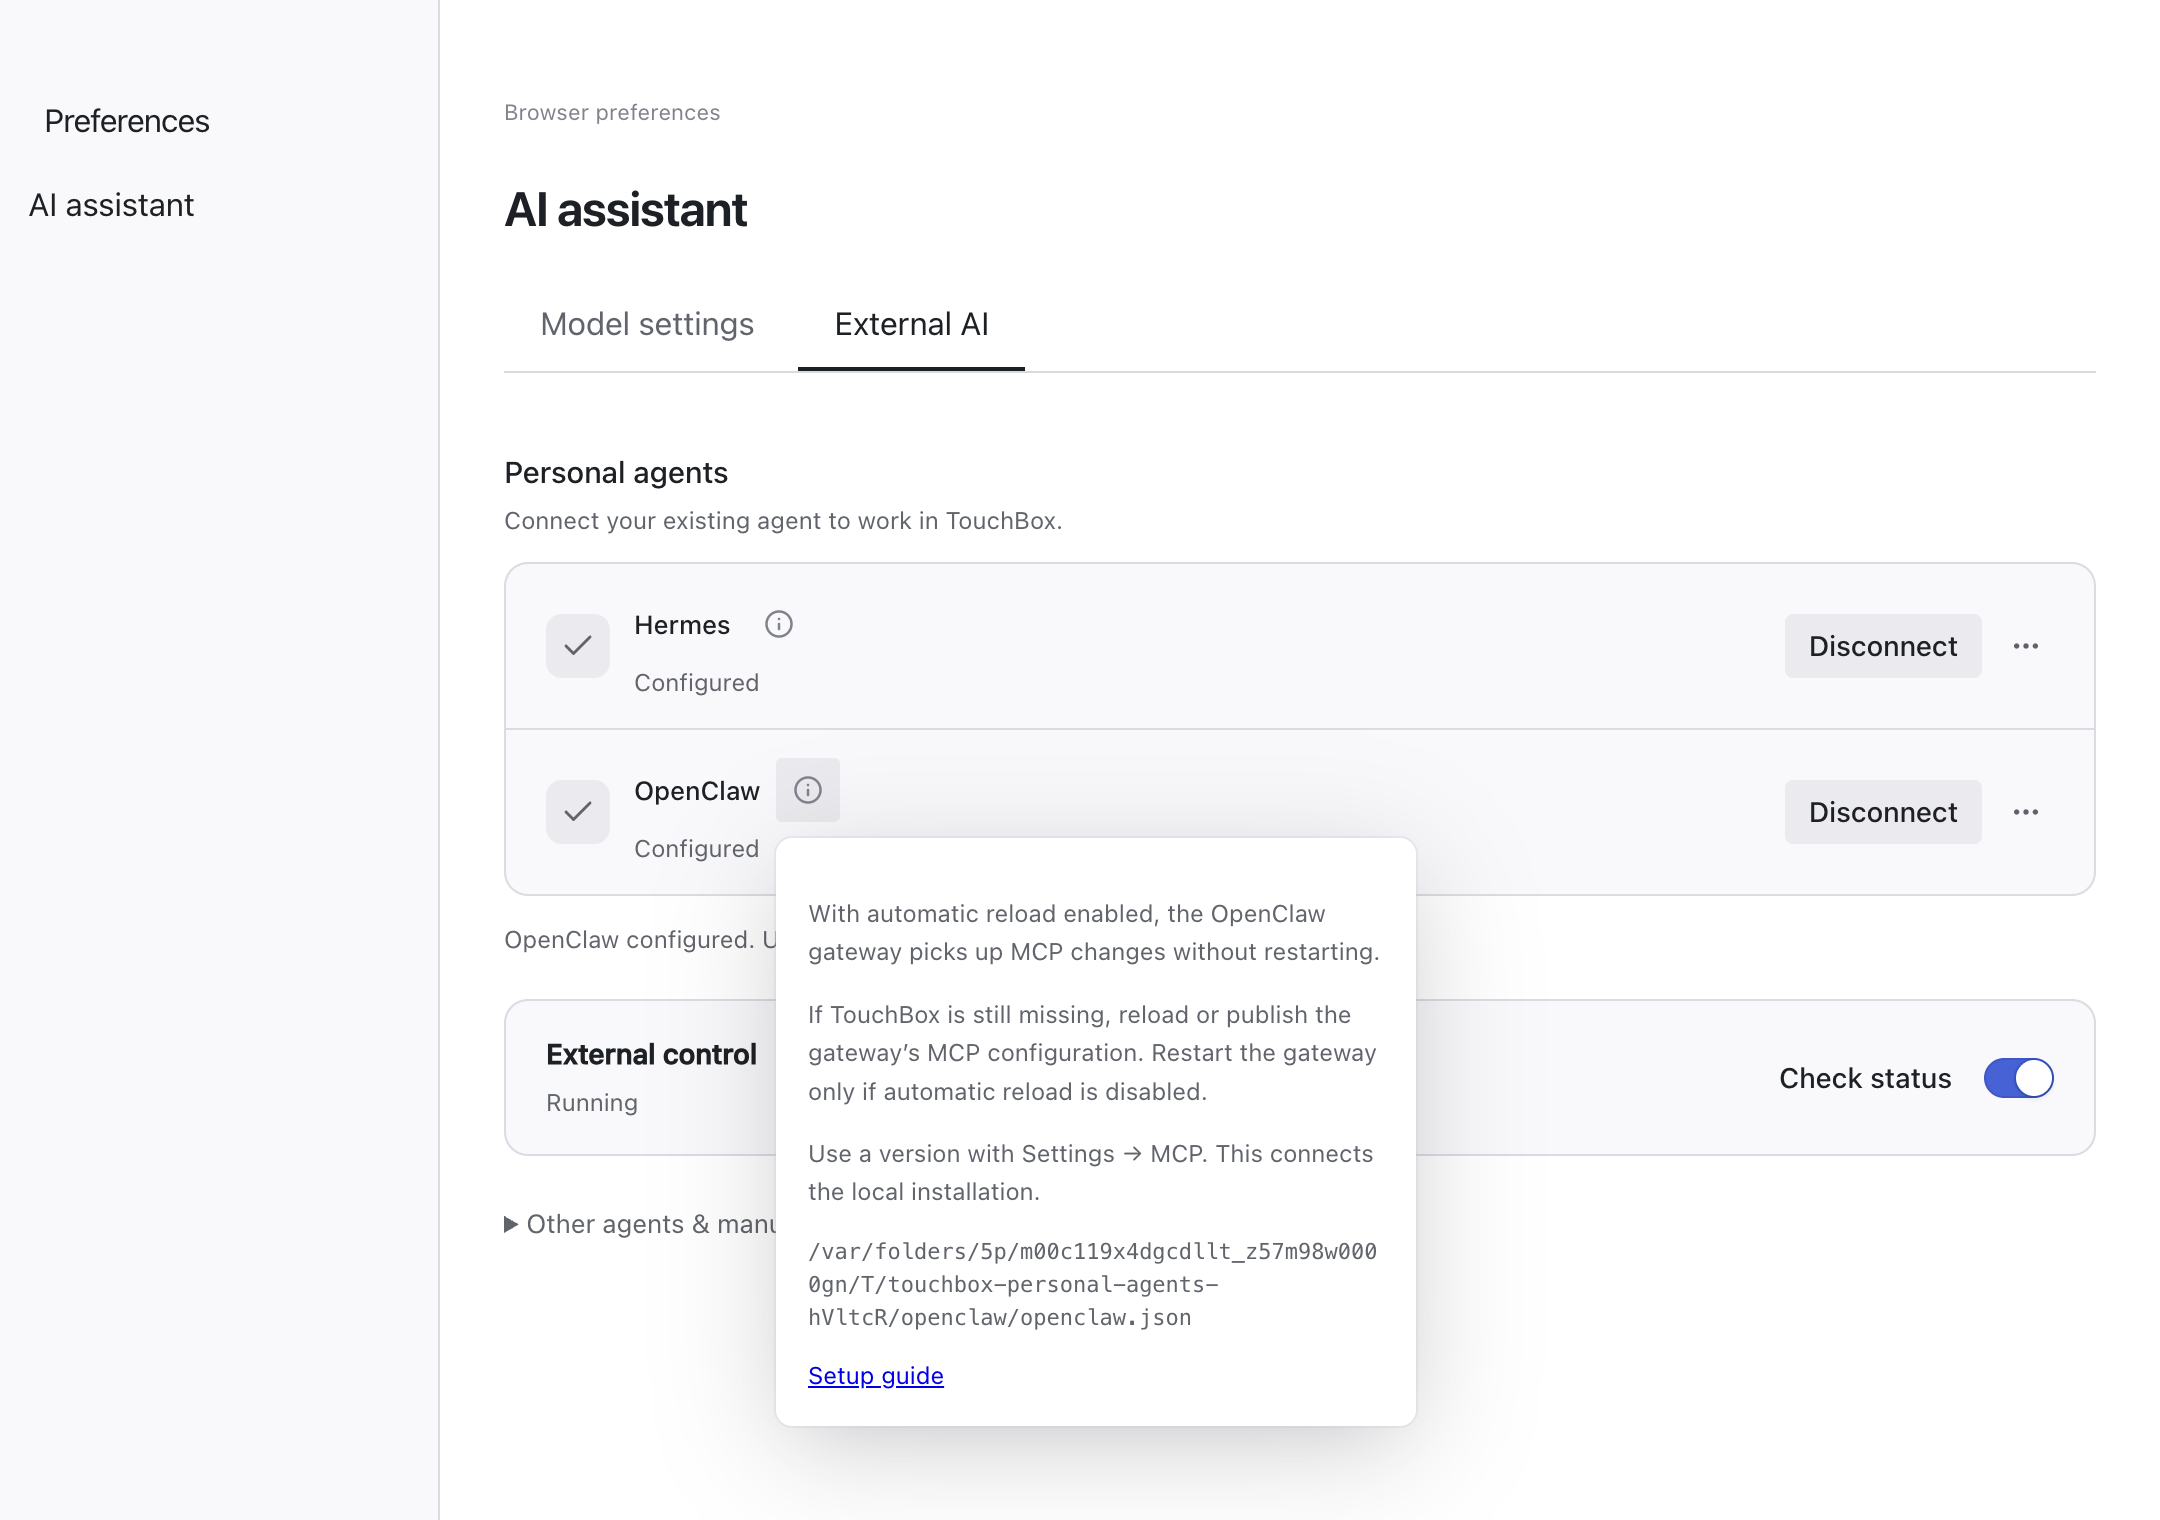 Preferences
AI assistant
Browser preferences
AI assistant
Model settings
External AI
Personal agents
Connect your existing agent to work in TouchBox.
Hermes
Configured
Disconnect
OpenClaw
Configured
Disconnect
OpenClaw configured.
External control
Running
Check status
Other agents &
With automatic reload enabled, the OpenClaw
gateway picks up MCP changes without restarting.
If TouchBox is still missing, reload or publish the
gateway’s MCP configuration. Restart the gateway
only if automatic reload is disabled.
Use a version with Settings → MCP. This connects
the local installation.
/var/folders/5p/m00c119x4dgcdllt_z57m98w000
0gn/T/touchbox-personal-agents-
hVltcR/openclaw/openclaw.json
Setup guide